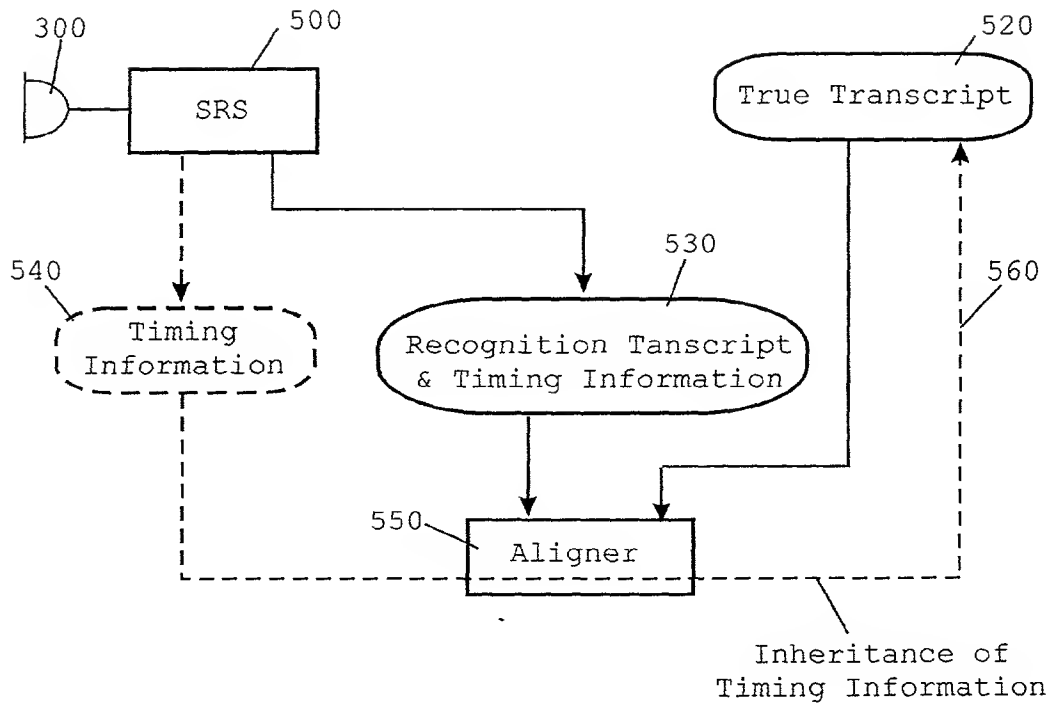 300
500
520
SRS
True Transcript
530
540
560
Timing
Information
Recognition Tanscript
& Timing Information
550
Aligner
Inheritance of
Timing Information